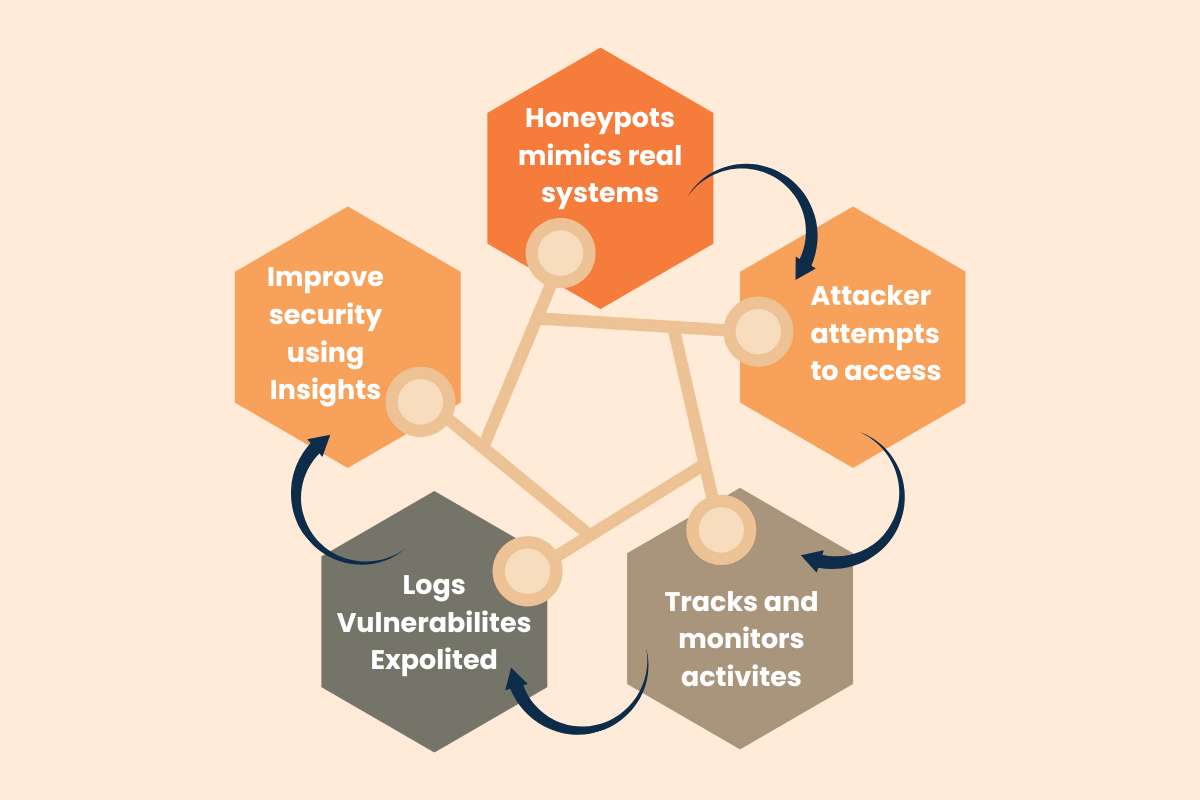 Honeypots
mimics real
systems
Attacker
attempts
to access
Tracks and
monitors
activites
Logs
Vulnerabilites
Expolited
Improve
security
using
Insights